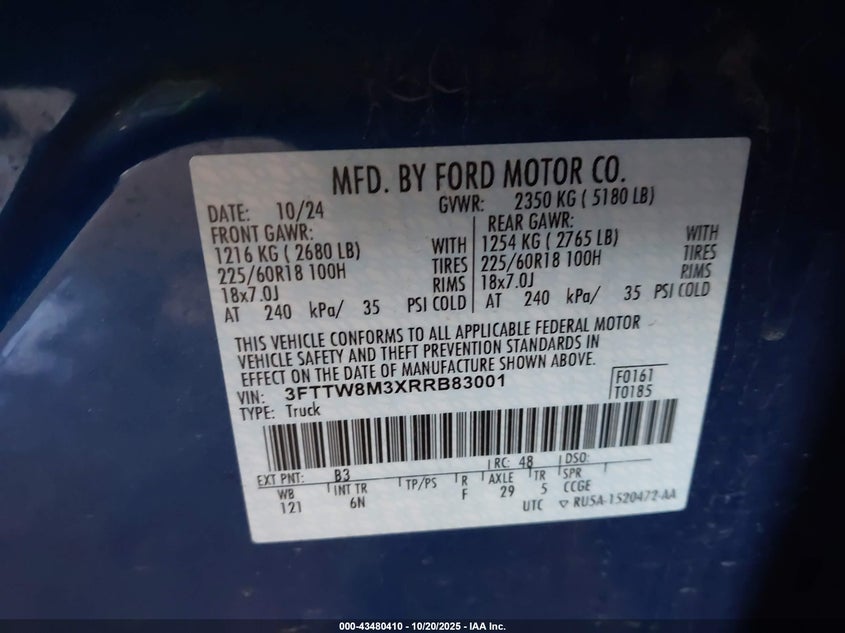 MFD. BY FORD MOTOR CO.
DATE: 10/24 GVWR: 2350 KG ( 5180 LB)
FRONT GAWR: REAR GAWR:
1216 KG ( 2680 LB) WITH 1254 KG ( 2765 LB) WITH
225/60R18 100H TIRES 225/60R18 100H TIRES
18x7.0J RIMS 18x7.0J RIMS
AT 240 kPa/ 35 PSI COLD AT 240 kPa/ 35 PSI COLD
THIS VEHICLE CONFORMS TO ALL APPLICABLE FEDERAL MOTOR
VEHICLE SAFETY AND THEFT PREVENTION STANDARDS IN
EFFECT ON THE DATE OF MANUFACTURE SHOWN ABOVE.
VIN: 3FTTW8M3XRRB83001 F0161
TYPE: Truck T0185
EXT PNT: B3 RC: 48 DSO:
WB INT TR TP/PS R AXLE TR SPR
121 6N F 29 5 CCGE
UTC RU5A-1520472-AA
000-43480410 - 10/20/2025 - IAA Inc.